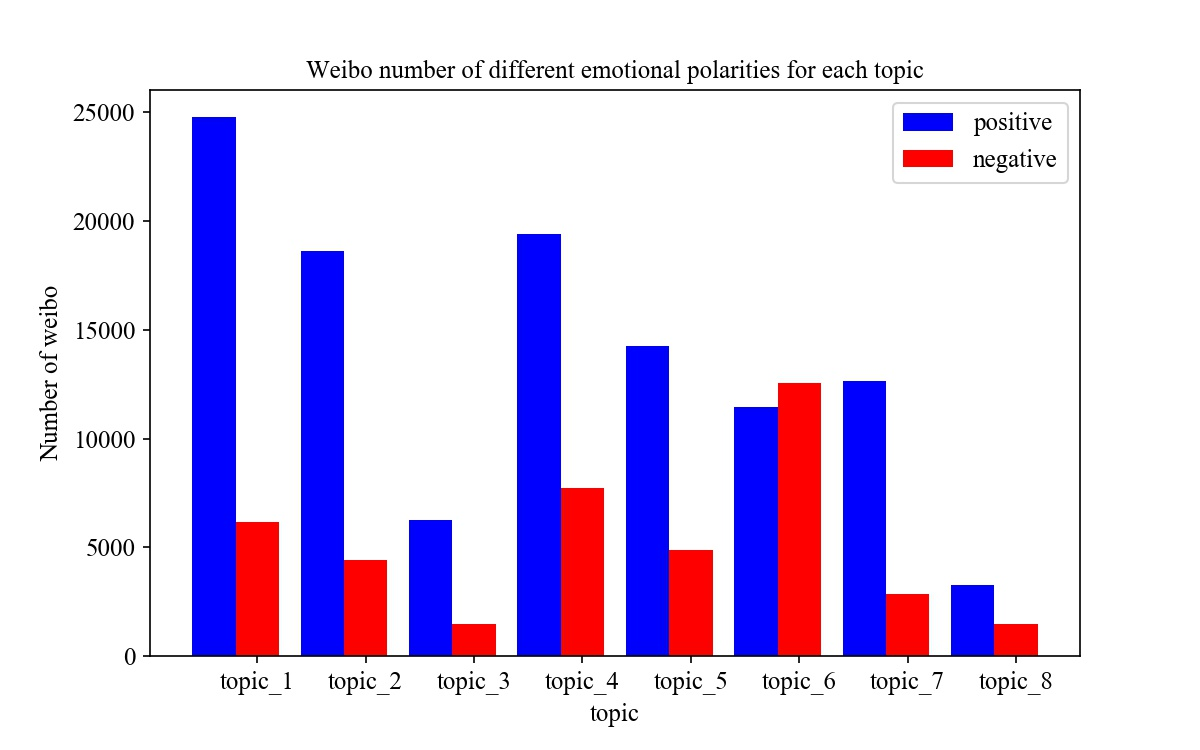 Weibo number of different emotional polarities for each topic
positive
negative
Number of weibo
25000
20000
15000
10000
5000
0
topic_1 topic_2 topic_3 topic_4 topic_5 topic_6 topic_7 topic_8
topic